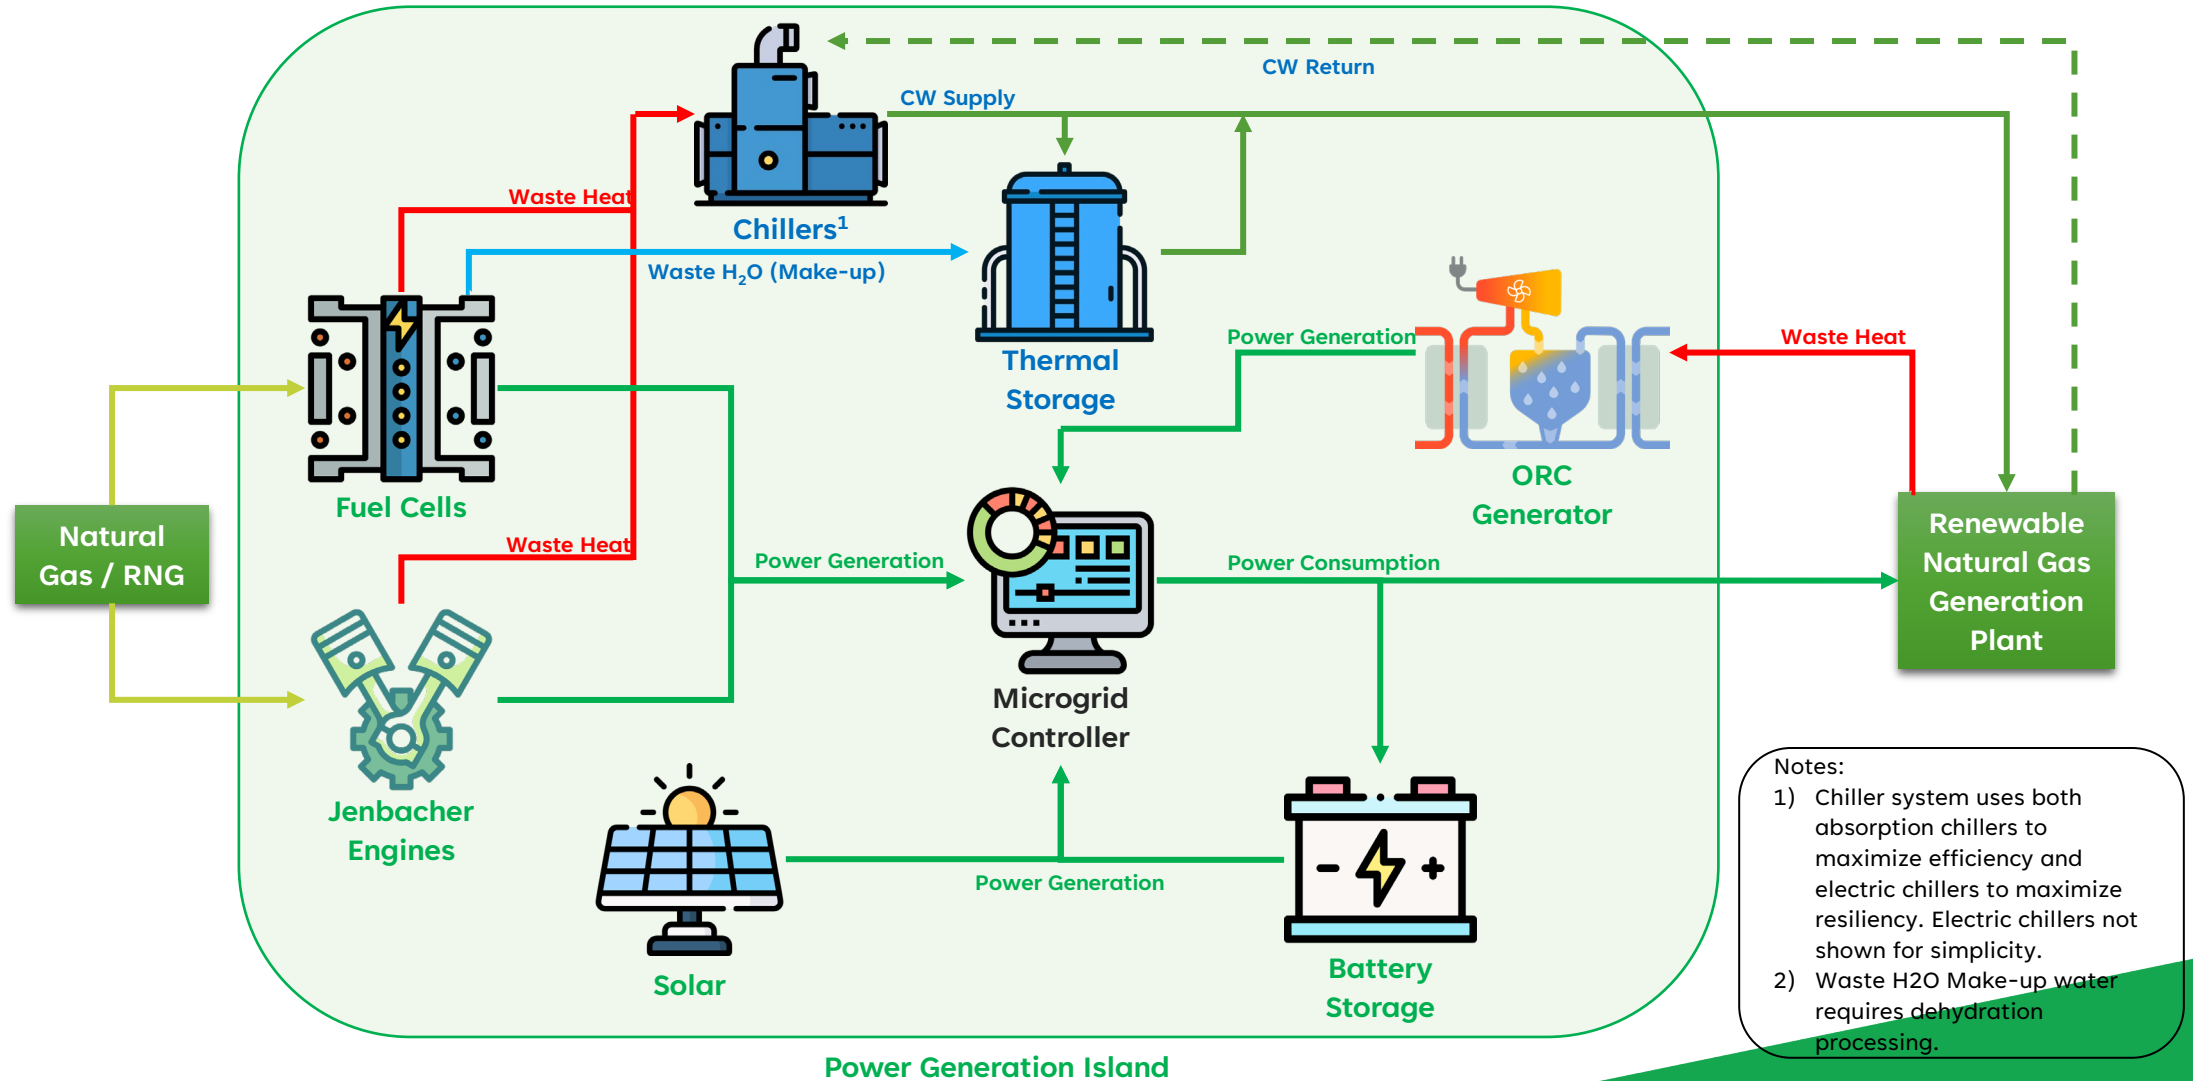 CW Return
CW Supply
Waste Heat
Chillers¹
Waste H₂O (Make-up)
Thermal
Storage
Power Generation
Waste Heat
ORC
Generator
Fuel Cells
Natural
Gas / RNG
Waste Heat
Power Generation
Power Consumption
Renewable
Natural Gas
Generation
Plant
Microgrid
Controller
Jenbacher
Engines
Power Generation
Solar
Battery
Storage
Notes:
1) Chiller system uses both
absorption chillers to
maximize efficiency and
electric chillers to maximize
resiliency. Electric chillers not
shown for simplicity.
2) Waste H2O Make-up water
requires dehydration
processing.
Power Generation Island